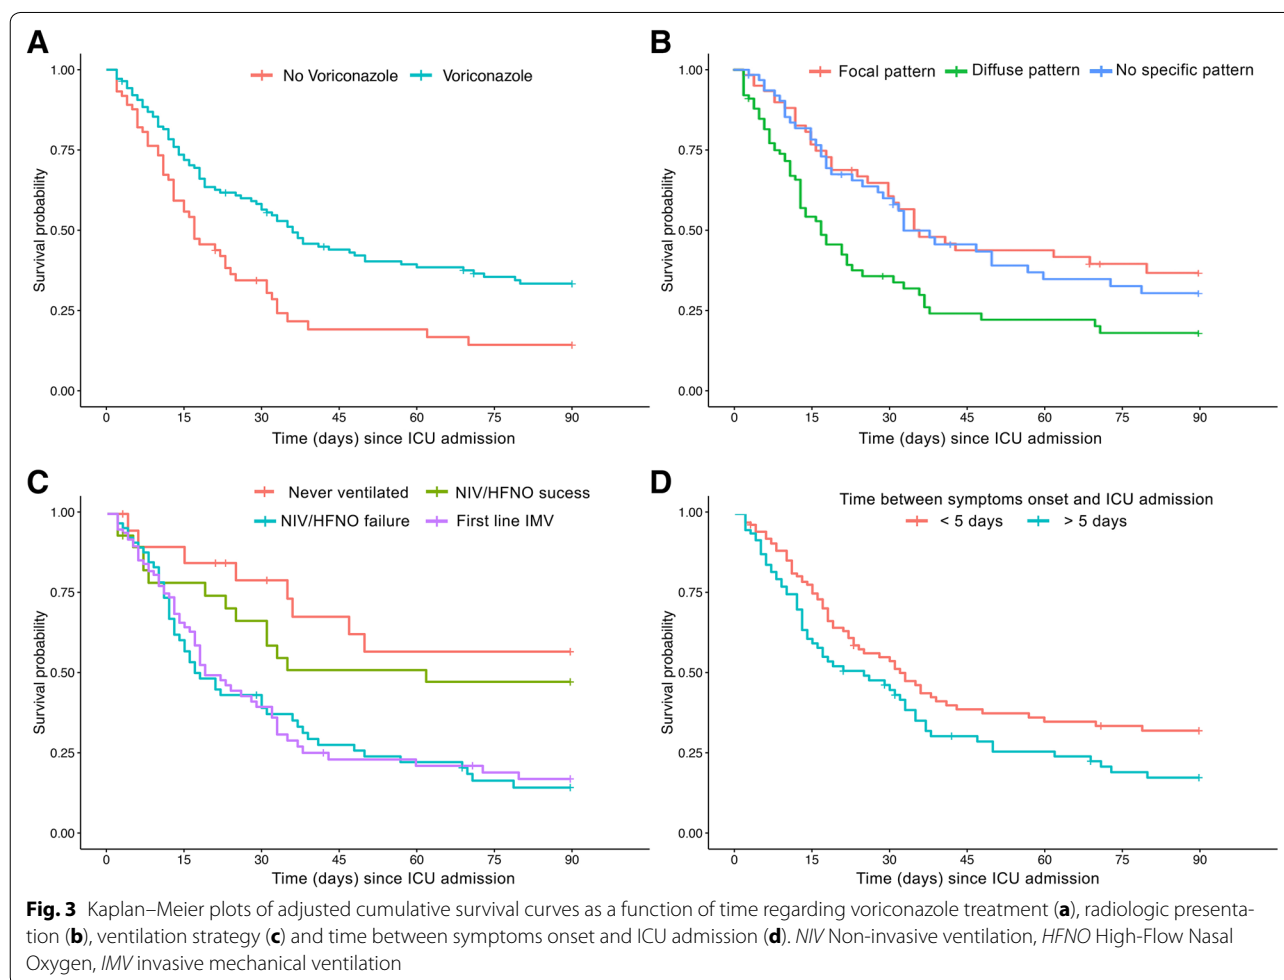 A
No Voriconazole Voriconazole
1.00
0.75
0.50
0.25
0.00
Survival probability
0 15 30 45 60 75 90
Time (days) since ICU admission
B
Focal pattern Diffuse pattern No specific pattern
1.00
0.75
0.50
0.25
0.00
Survival probability
0 15 30 45 60 75 90
Time (days) since ICU admission
C
Never ventilated NIV/HFNO sucess
NIV/HFNO failure First line IMV
1.00
0.75
0.50
0.25
0.00
Survival probability
0 15 30 45 60 75 90
Time (days) since ICU admission
D
Time between symptoms onset and ICU admission
< 5 days > 5 days
1.00
0.75
0.50
0.25
0.00
Survival probability
0 15 30 45 60 75 90
Time (days) since ICU admission
Fig. 3 Kaplan–Meier plots of adjusted cumulative survival curves as a function of time regarding voriconazole treatment (a), radiologic presenta-
tion (b), ventilation strategy (c) and time between symptoms onset and ICU admission (d). NIV Non-invasive ventilation, HFNO High-Flow Nasal
Oxygen, IMV invasive mechanical ventilation